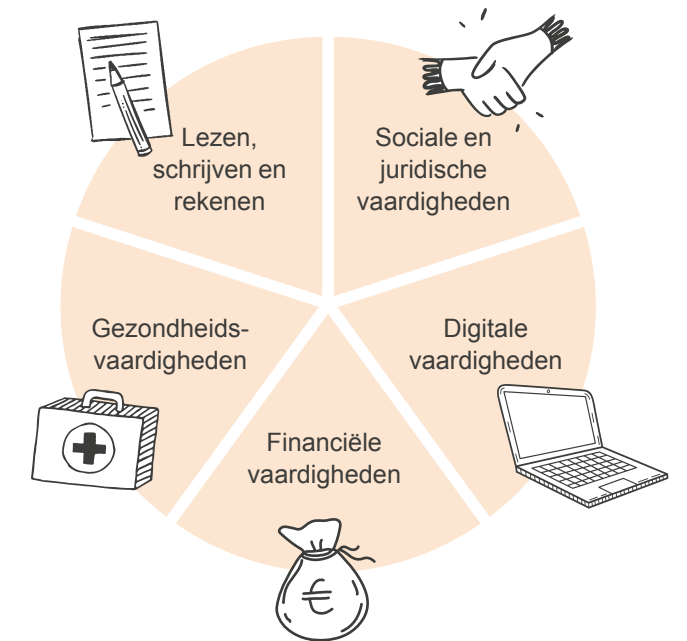 Lezen,
schrijven en
rekenen
Sociale en
juridische
vaardigheden
Gezondheids-
vaardigheden
Digitale
vaardigheden
Financiële
vaardigheden
€